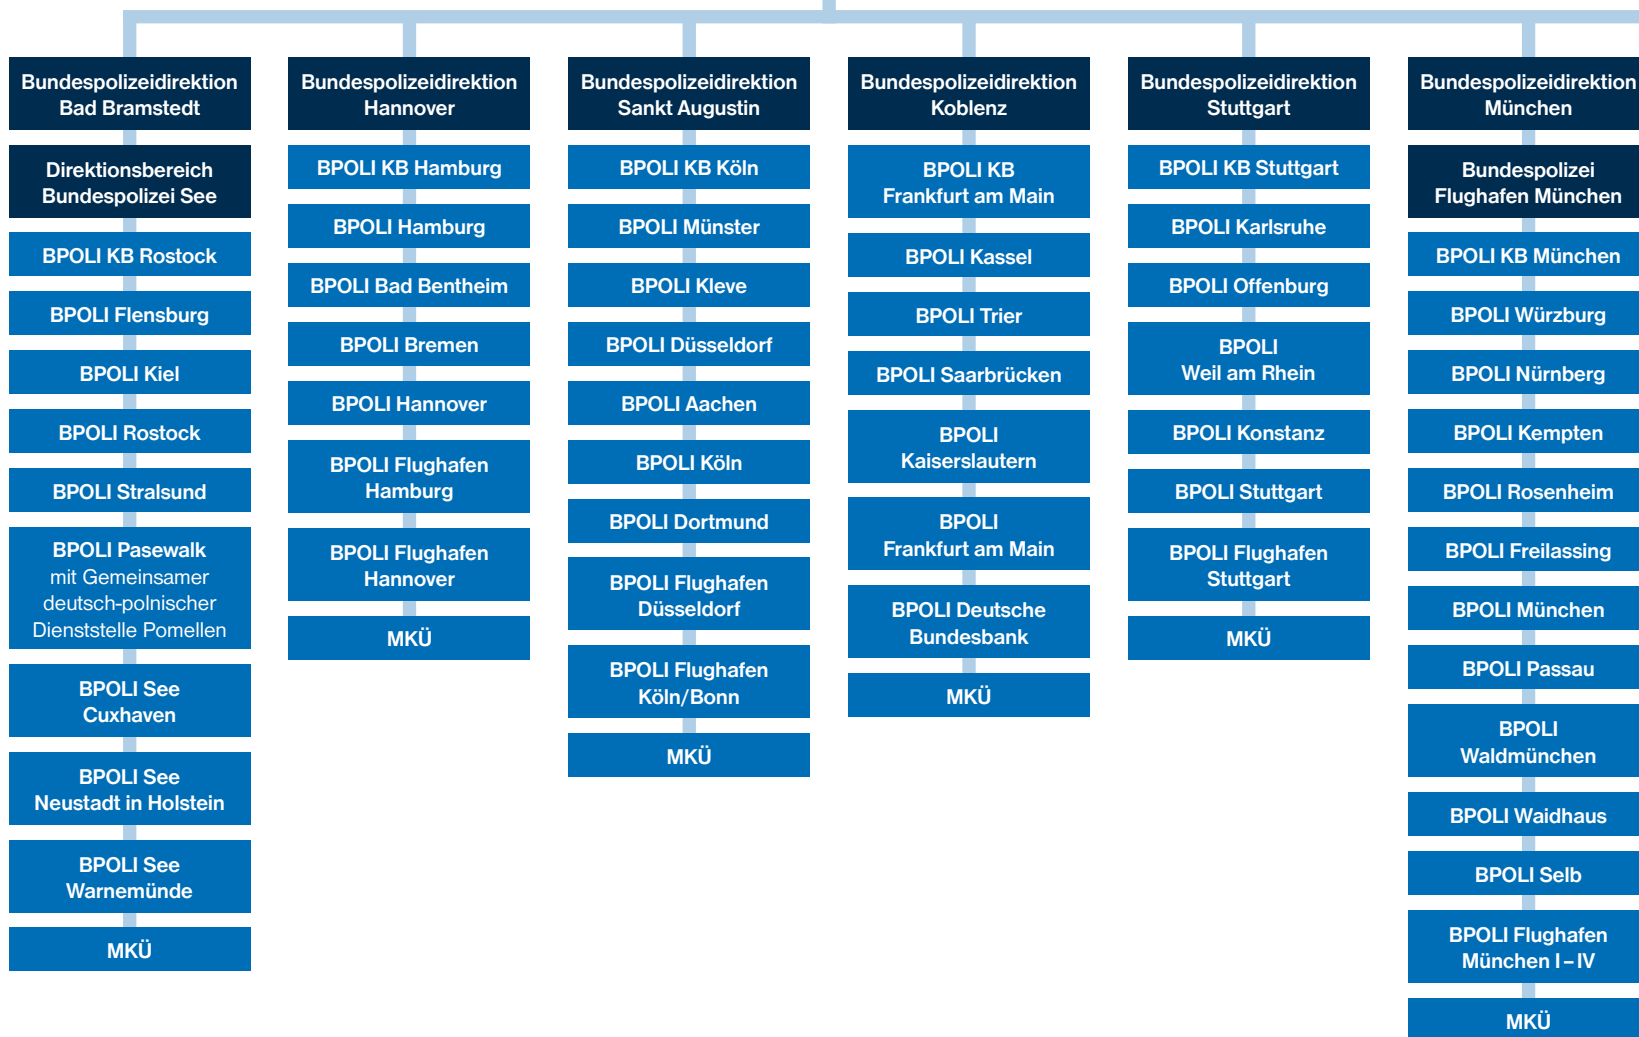 Bundespolizeidirektion
Bad Bramstedt
Direktionsbereich
Bundespolizei See
BPOLI KB Rostock
BPOLI Flensburg
BPOLI Kiel
BPOLI Rostock
BPOLI Stralsund
BPOLI Pasewalk
mit Gemeinsamer
deutsch-polnischer
Dienststelle Pomellen
BPOLI See
Cuxhaven
BPOLI See
Neustadt in Holstein
BPOLI See
Warnemünde
MKÜ
Bundespolizeidirektion
Hannover
BPOLI KB Hamburg
BPOLI Hamburg
BPOLI Bad Bentheim
BPOLI Bremen
BPOLI Hannover
BPOLI Flughafen
Hamburg
BPOLI Flughafen
Hannover
MKÜ
Bundespolizeidirektion
Sankt Augustin
BPOLI KB Köln
BPOLI Münster
BPOLI Kleve
BPOLI Düsseldorf
BPOLI Aachen
BPOLI Köln
BPOLI Dortmund
BPOLI Flughafen
Düsseldorf
BPOLI Flughafen
Köln/Bonn
MKÜ
Bundespolizeidirektion
Koblenz
BPOLI KB
Frankfurt am Main
BPOLI Kassel
BPOLI Trier
BPOLI Saarbrücken
BPOLI
Kaiserslautern
BPOLI
Frankfurt am Main
BPOLI Deutsche
Bundesbank
MKÜ
Bundespolizeidirektion
Stuttgart
BPOLI KB Stuttgart
BPOLI Karlsruhe
BPOLI Offenburg
BPOLI
Weil am Rhein
BPOLI Konstanz
BPOLI Stuttgart
BPOLI Flughafen
Stuttgart
MKÜ
Bundespolizeidirektion
München
Bundespolizei
Flughafen München
BPOLI KB München
BPOLI Würzburg
BPOLI Nürnberg
BPOLI Kempten
BPOLI Rosenheim
BPOLI Freilassing
BPOLI München
BPOLI Passau
BPOLI
Waldmünchen
BPOLI Waidhaus
BPOLI Selb
BPOLI Flughafen
München I – IV
MKÜ